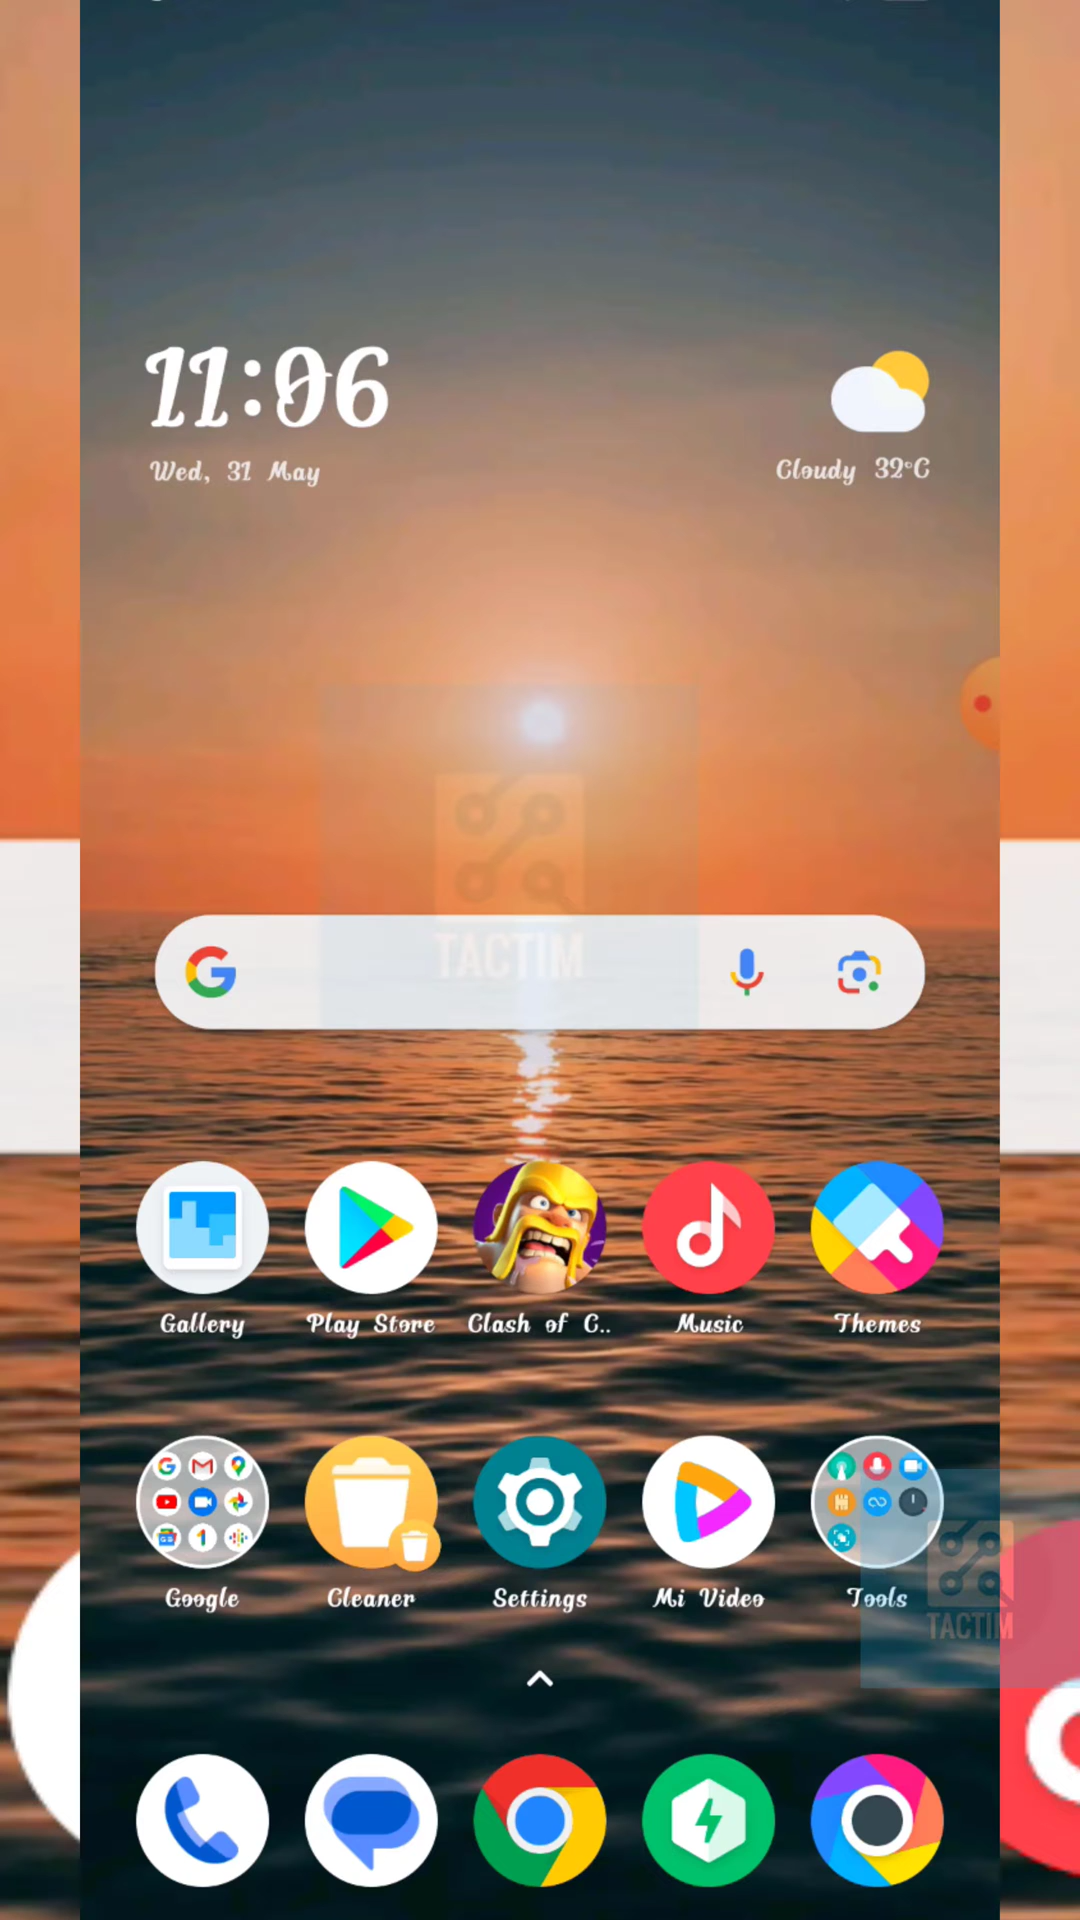 11:06
Wed, 31 May
Cloudy 32°C
TACTIM
Gallery
Play Store
Clash of C..
Music
Themes
Google
Cleaner
Settings
Mi Video
Tools
TACTIM